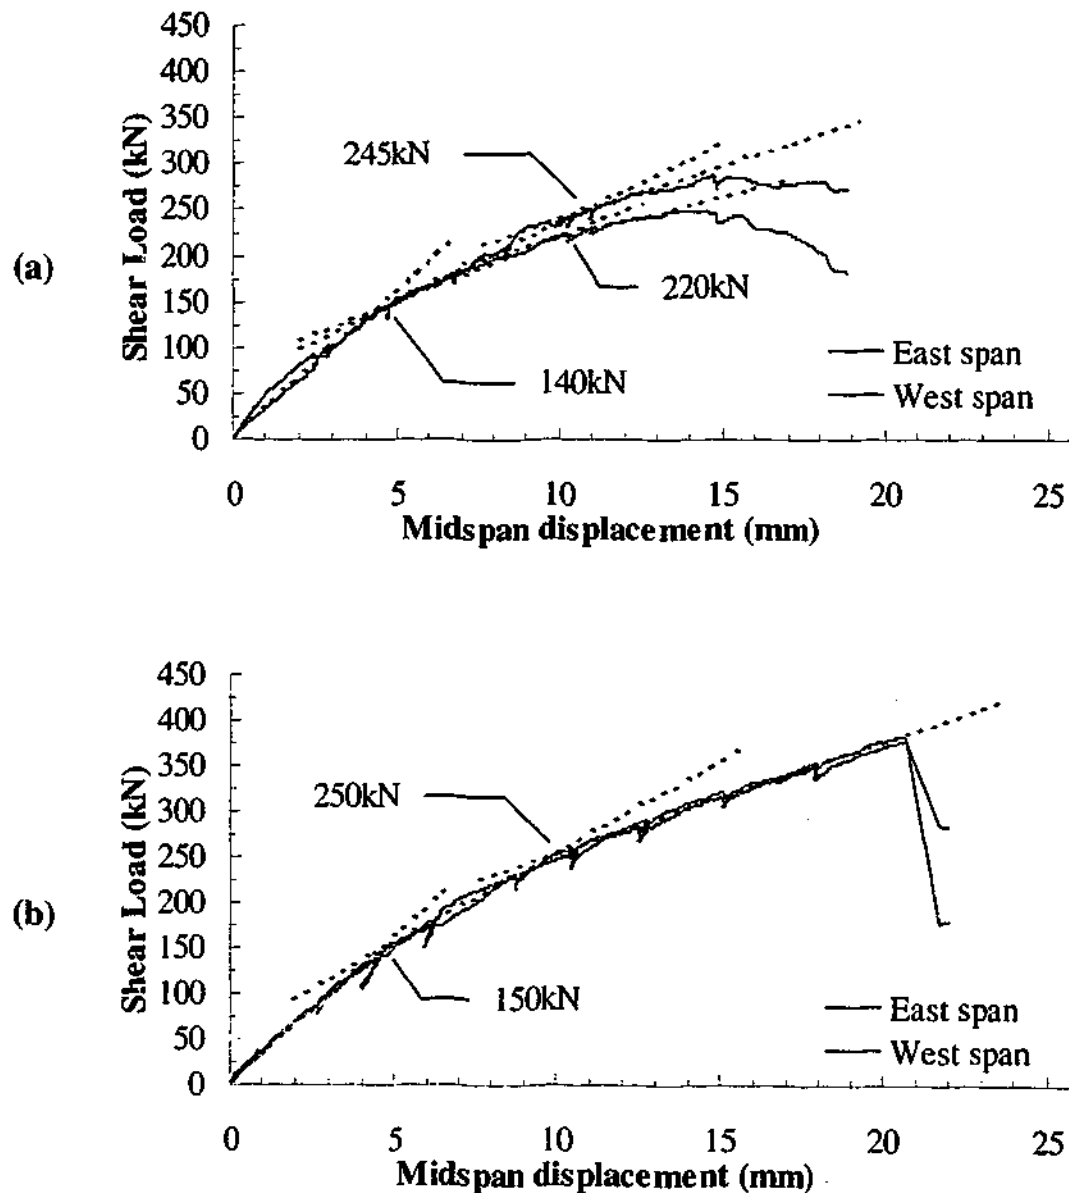 (a)
Shear Load (kN)
450
400
350
300
250
200
150
100
50
0
245kN
220kN
140kN
East span
West span
0 5 10 15 20 25
Midspan displacement (mm)
(b)
Shear Load (kN)
450
400
350
300
250
200
150
100
50
0
250kN
150kN
East span
West span
0 5 10 15 20 25
Midspan displacement (mm)